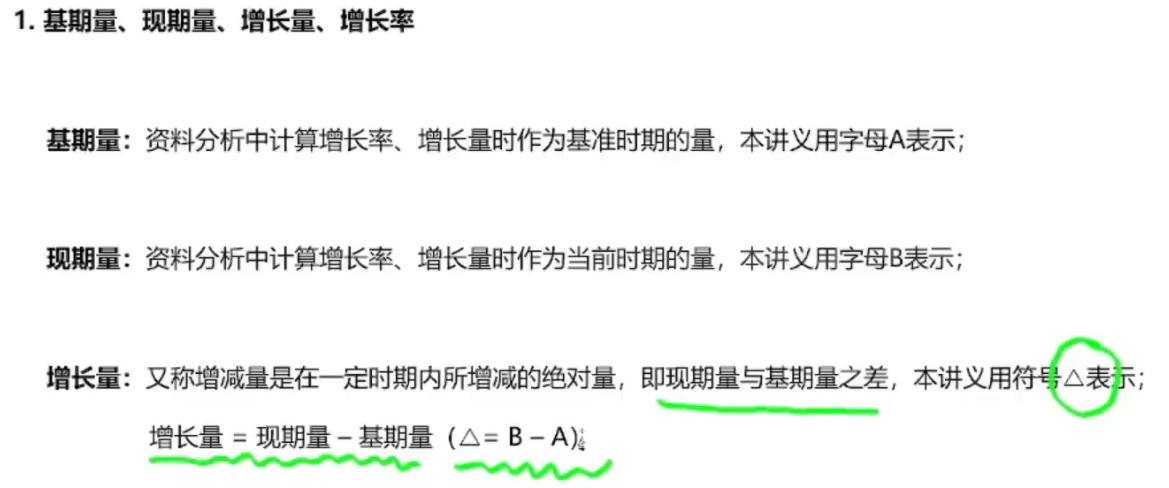 1. 基期量、现期量、增长量、增长率
基期量：资料分析中计算增长率、增长量时作为基准时期的量，本讲义用字母A表示；
现期量：资料分析中计算增长率、增长量时作为当前时期的量，本讲义用字母B表示；
增长量：又称增减量是在一定时期内所增减的绝对量，即现期量与基期量之差，本讲义用符号△表示；
增长量 = 现期量 – 基期量（△= B – A）